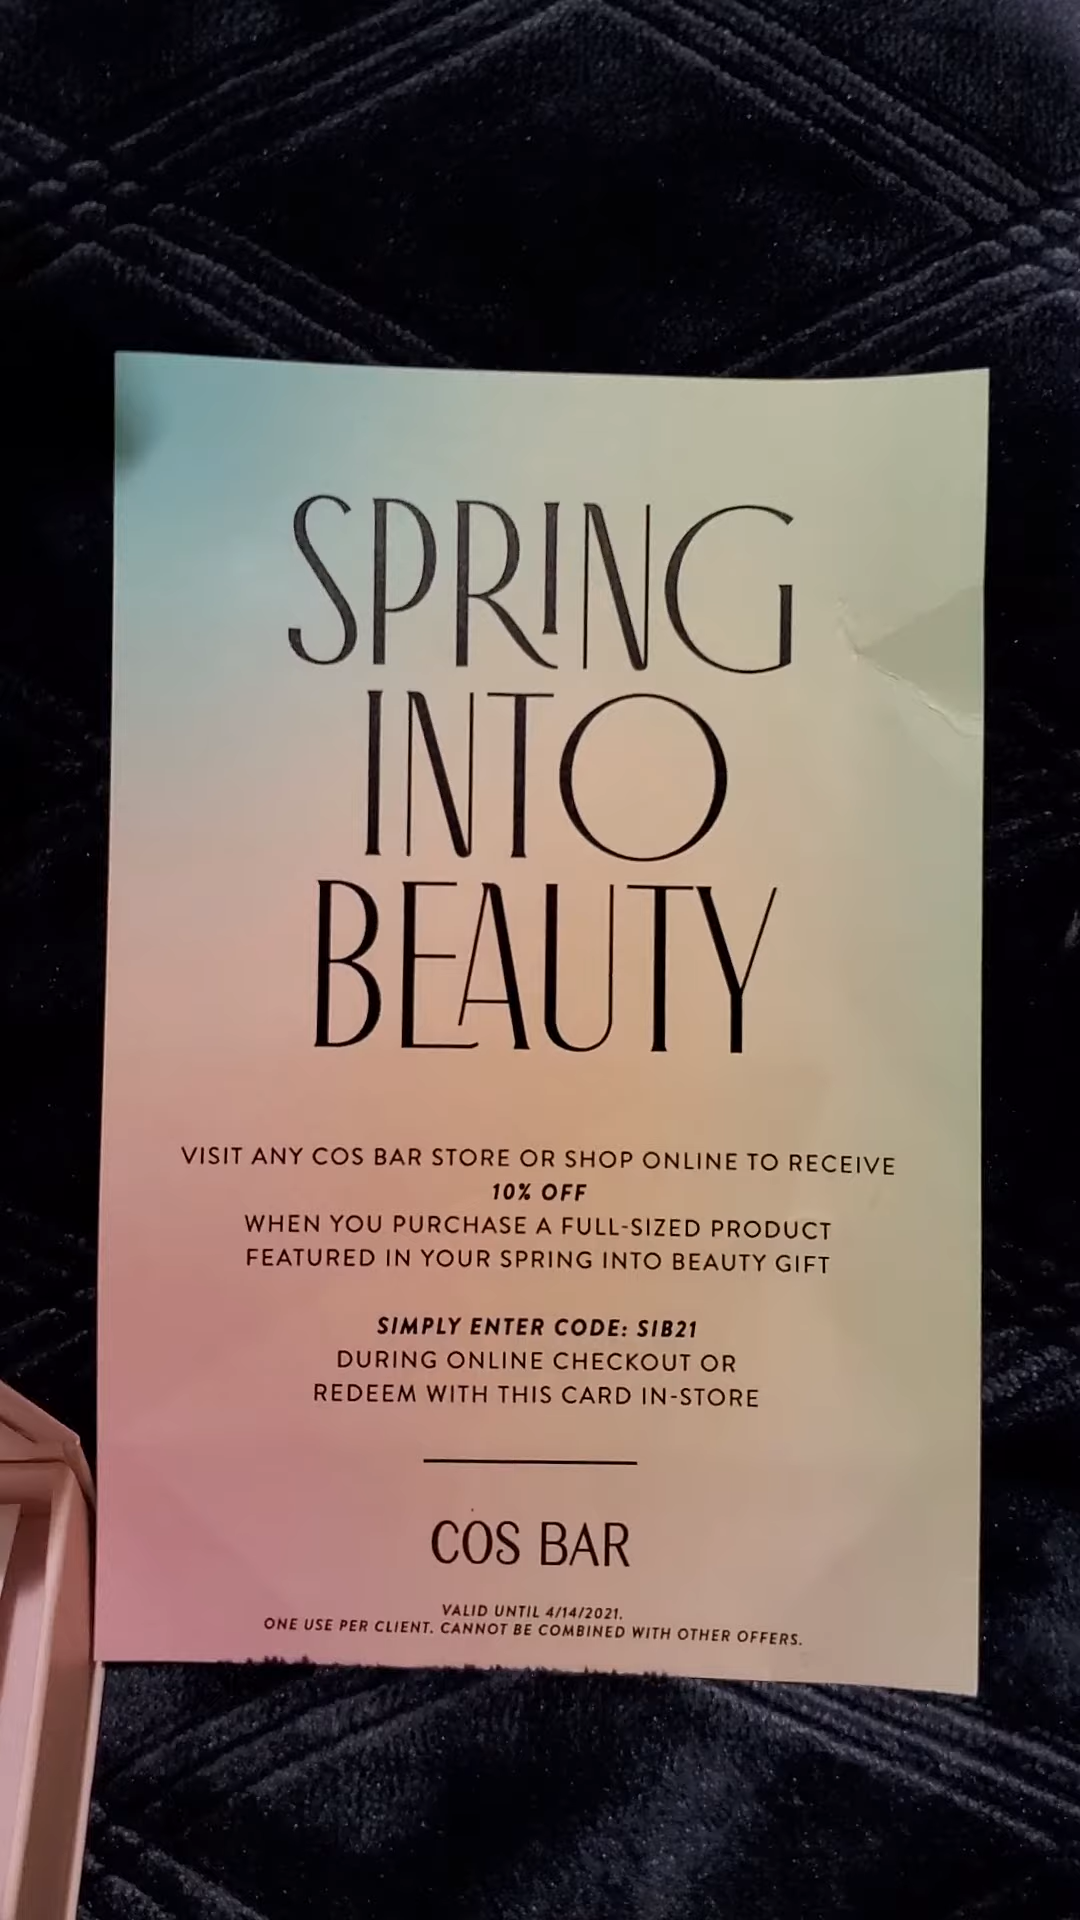 SPRING
INTO
BEAUTY
VISIT ANY COS BAR STORE OR SHOP ONLINE TO RECEIVE
10% OFF
WHEN YOU PURCHASE A FULL-SIZED PRODUCT
FEATURED IN YOUR SPRING INTO BEAUTY GIFT
SIMPLY ENTER CODE: SIB21
DURING ONLINE CHECKOUT OR
REDEEM WITH THIS CARD IN-STORE
COS BAR
VALID UNTIL 4/14/2021.
ONE USE PER CLIENT. CANNOT BE COMBINED WITH OTHER OFFERS.